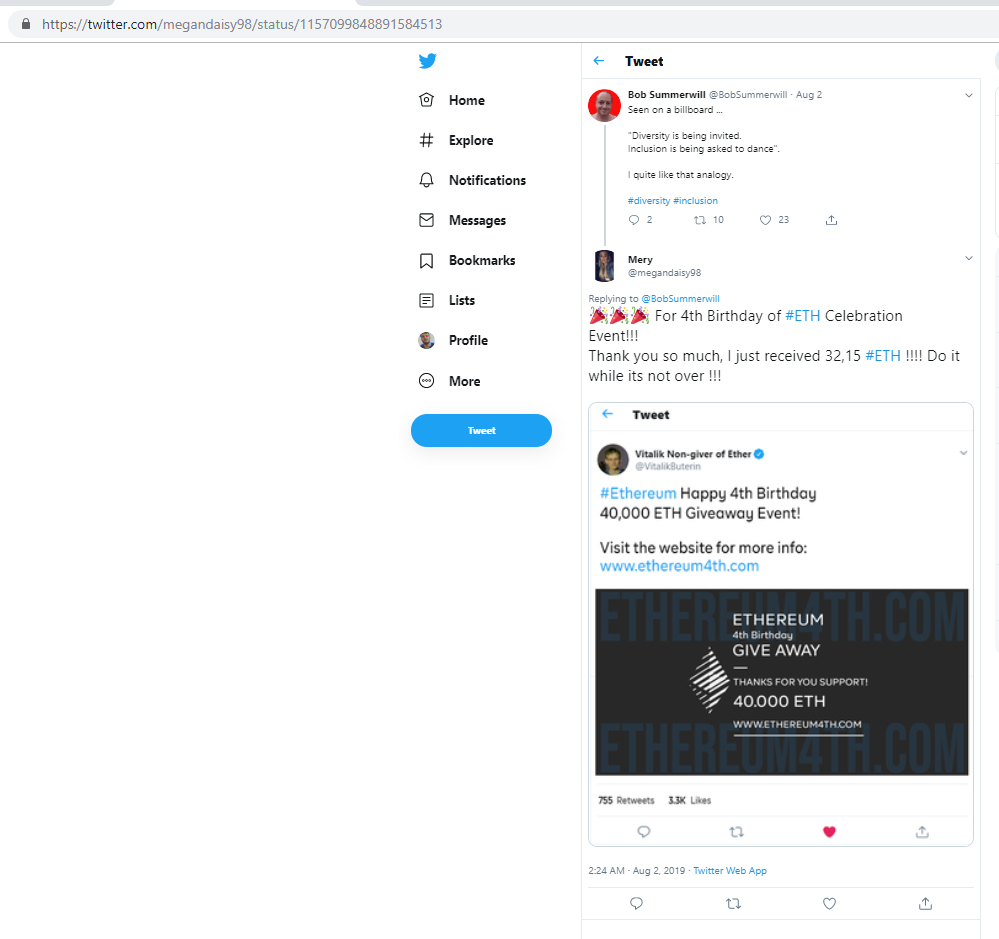 https://twitter.com/megandaisy98/status/1157099848891584513
Home
Explore
Notifications
Messages
Bookmarks
Lists
Profile
More
Tweet
Tweet
Bob Summerwill @BobSummerwill · Aug 2
Seen on a billboard ...
"Diversity is being invited.
Inclusion is being asked to dance".
I quite like that analogy.
#diversity #inclusion
2 10 23
Mery
@megandaisy98
Replying to @BobSummerwill
🎉🎉🎉 For 4th Birthday of #ETH Celebration
Event!!!
Thank you so much, I just received 32,15 #ETH !!!! Do it
while its not over !!!
Tweet
Vitalik Non-giver of Ether
@VitalikButerin
#Ethereum Happy 4th Birthday
40,000 ETH Giveaway Event!
Visit the website for more info:
www.ethereum4th.com
ETHEREUM4TH.COM
ETHEREUM
4th Birthday
GIVE AWAY
THANKS FOR YOU SUPPORT!
40.000 ETH
WWW.ETHEREUM4TH.COM
ETHEREUM4TH.COM
755 Retweets 3.3K Likes
2:24 AM · Aug 2, 2019 · Twitter Web App